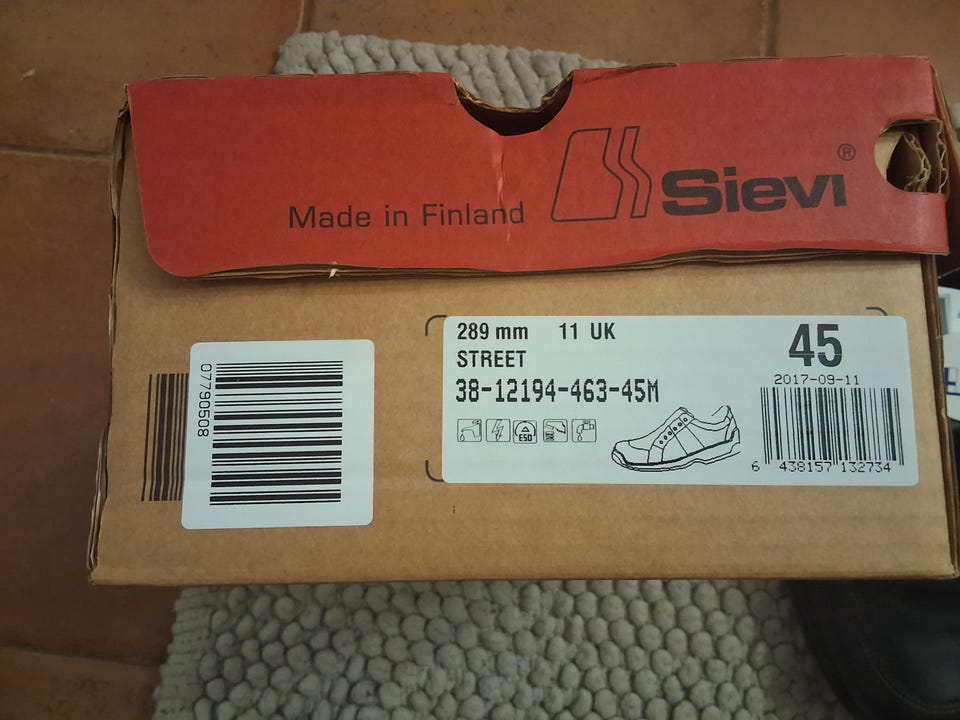 Made in Finland
Sievi®
07790508
289 mm 11 UK
STREET
38-12194-463-45M
ESD
45
2017-09-11
6 438157 132734